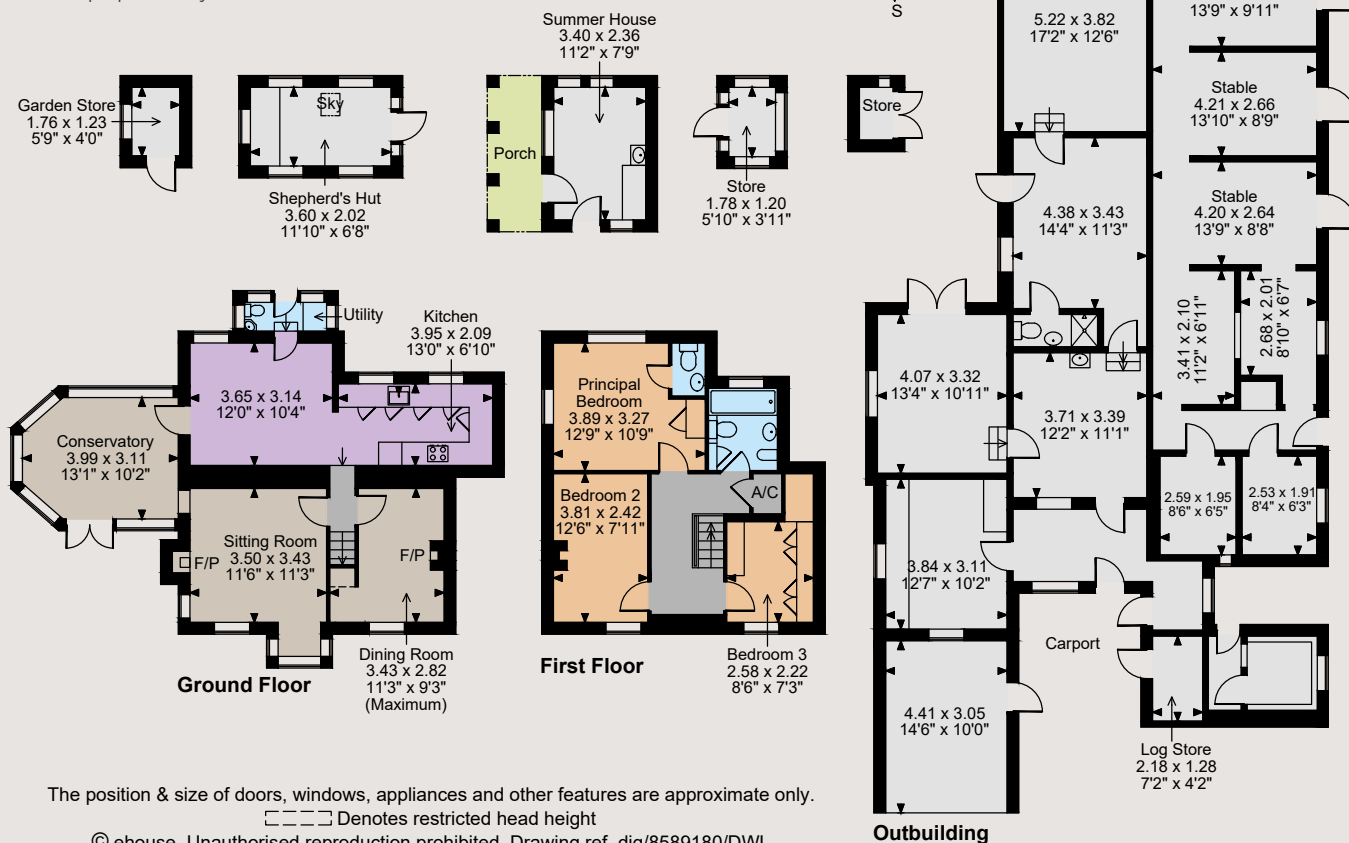 S
Garden Store
1.76 x 1.23
5'9" x 4'0"
Sky
Shepherd's Hut
3.60 x 2.02
11'10" x 6'8"
Summer House
3.40 x 2.36
11'2" x 7'9"
Porch
Store
1.78 x 1.20
5'10" x 3'11"
Store
5.22 x 3.82
17'2" x 12'6"
13'9" x 9'11"
Stable
4.21 x 2.66
13'10" x 8'9"
Stable
4.20 x 2.64
13'9" x 8'8"
4.38 x 3.43
14'4" x 11'3"
3.41 x 2.10
11'2" x 6'11"
2.68 x 2.01
8'10" x 6'7"
4.07 x 3.32
13'4" x 10'11"
3.71 x 3.39
12'2" x 11'1"
2.59 x 1.95
8'6" x 6'5"
2.53 x 1.91
8'4" x 6'3"
3.84 x 3.11
12'7" x 10'2"
Carport
4.41 x 3.05
14'6" x 10'0"
Log Store
2.18 x 1.28
7'2" x 4'2"
Outbuilding
Utility
Kitchen
3.95 x 2.09
13'0" x 6'10"
3.65 x 3.14
12'0" x 10'4"
Conservatory
3.99 x 3.11
13'1" x 10'2"
Sitting Room
3.50 x 3.43
11'6" x 11'3"
F/P
F/P
Dining Room
3.43 x 2.82
11'3" x 9'3"
(Maximum)
Ground Floor
Principal
Bedroom
3.89 x 3.27
12'9" x 10'9"
Bedroom 2
3.81 x 2.42
12'6" x 7'11"
A/C
Bedroom 3
2.58 x 2.22
8'6" x 7'3"
First Floor
The position & size of doors, windows, appliances and other features are approximate only.
Denotes restricted head height
© ehouse. Unauthorised reproduction prohibited. Drawing ref. dig/8589180/DWL